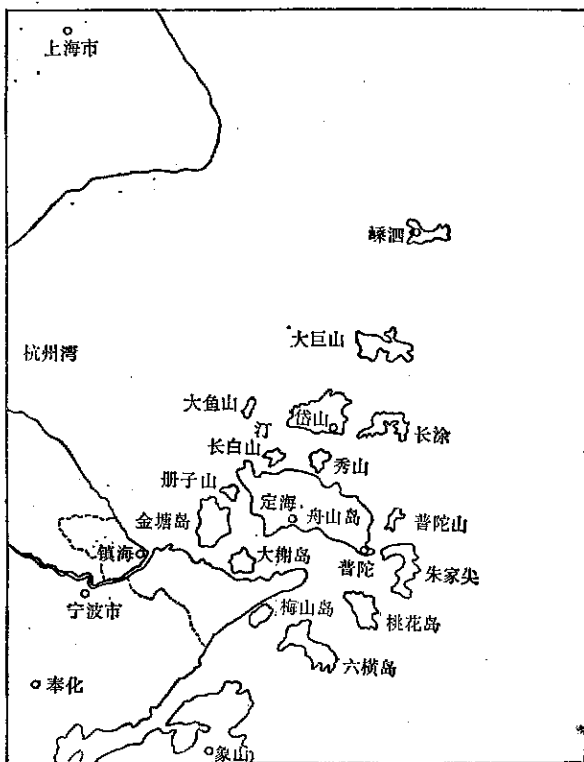 上海市
嵊泗
大巨山
杭州湾
大鱼山
汀
岱山
长涂
长白山
秀山
册子山
定海
舟山岛
普陀山
金塘岛
镇海
大榭岛
普陀
朱家尖
宁波市
梅山岛
桃花岛
六横岛
奉化
象山